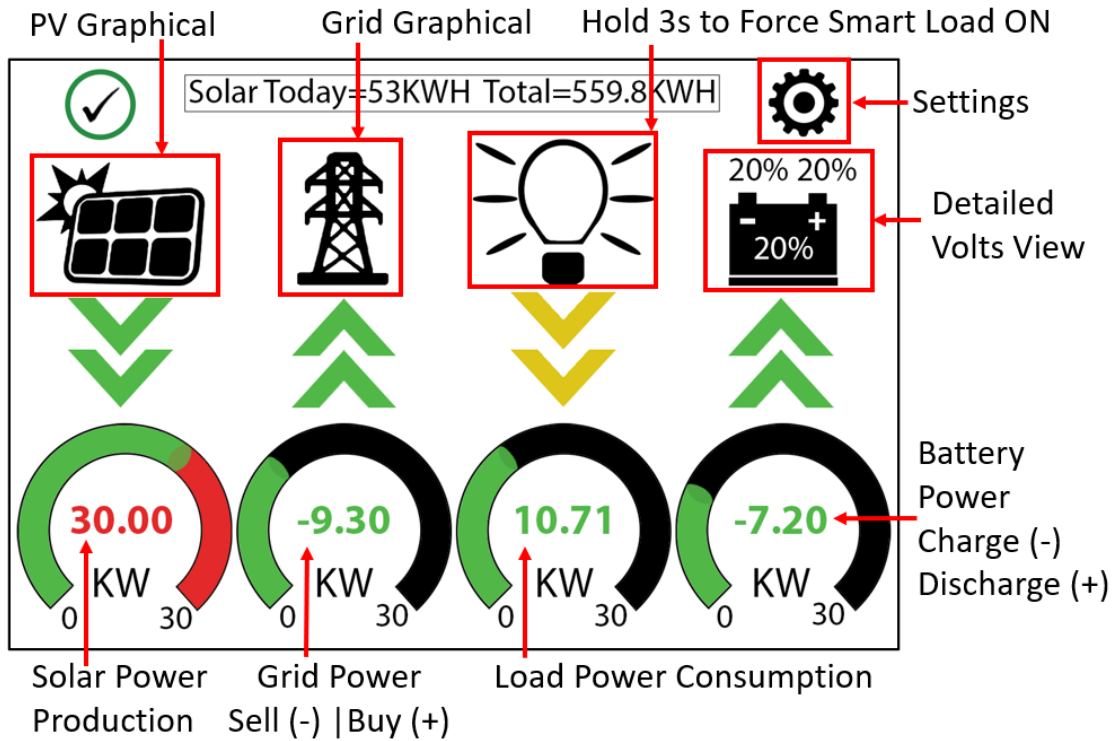 PV Graphical
Grid Graphical
Hold 3s to Force Smart Load ON
Solar Today=53KWH Total=559.8KWH
Settings
20% 20%
- +
20%
Detailed
Volts View
30.00
KW
0 30
-9.30
KW
0 30
10.71
KW
0 30
-7.20
KW
0 30
Battery
Power
Charge (-)
Discharge (+)
Solar Power
Production
Grid Power
Sell (-) |Buy (+)
Load Power Consumption